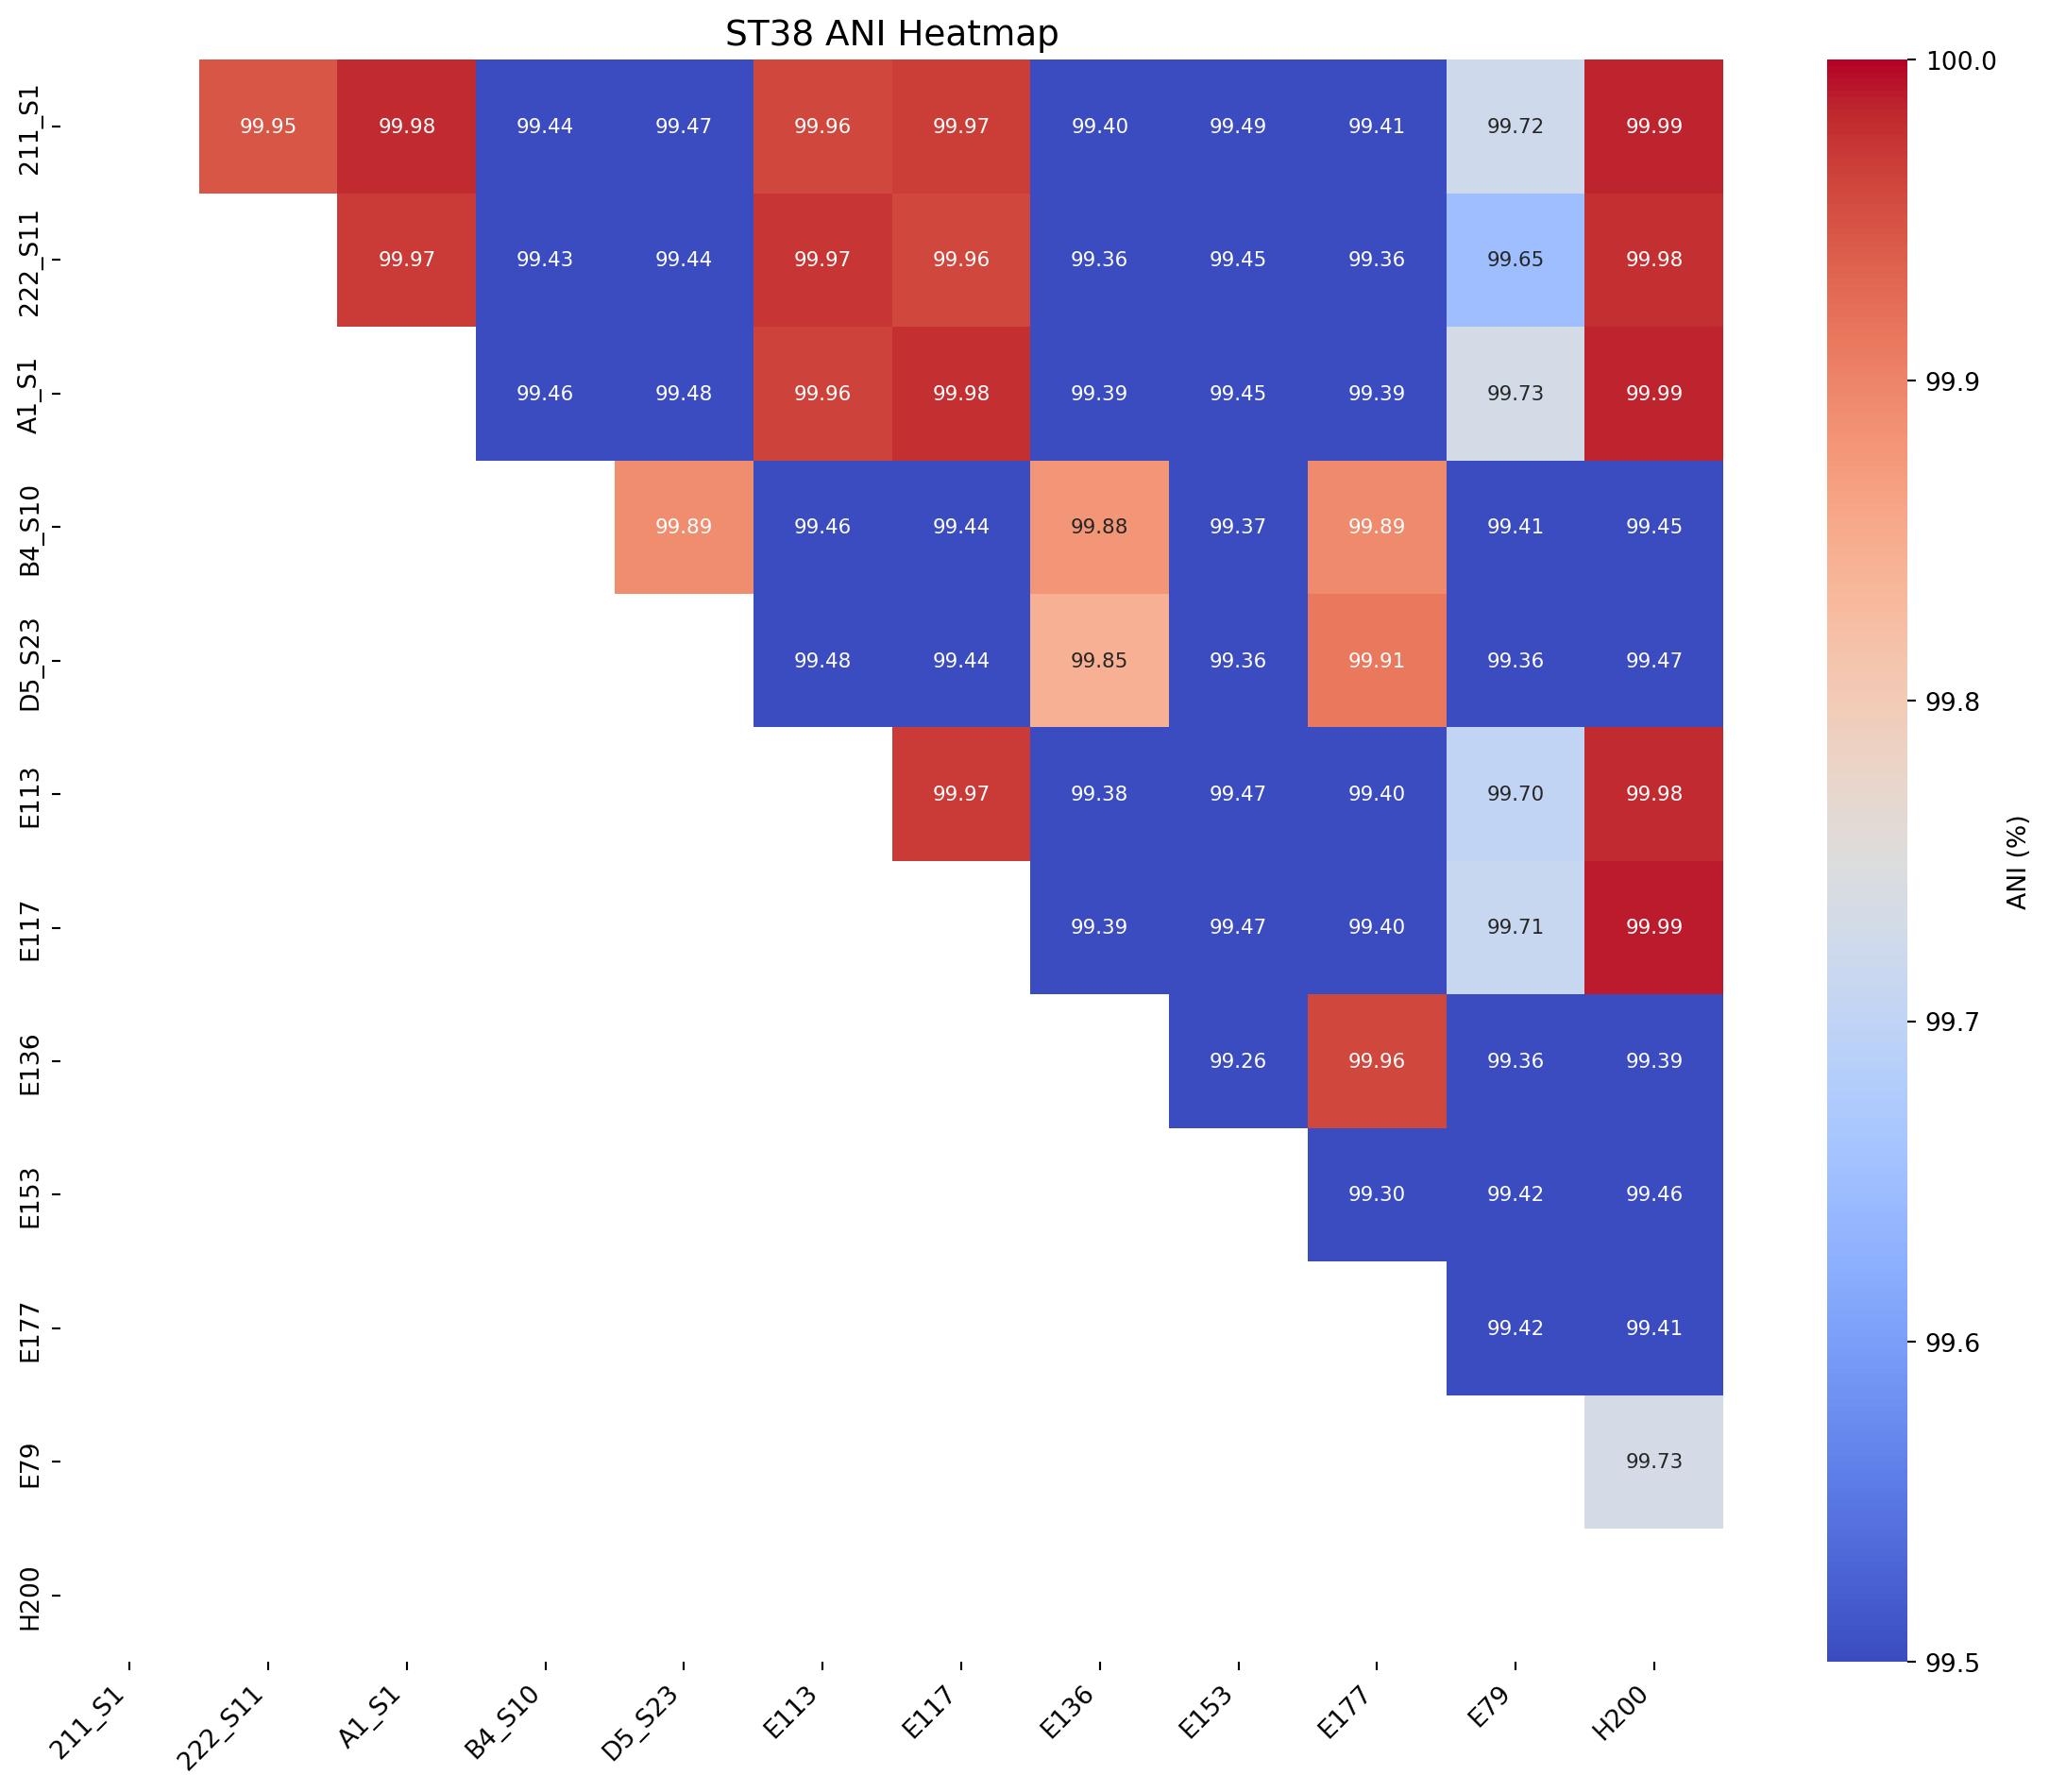 ST38 ANI Heatmap
211_S1 99.95 99.98 99.44 99.47 99.96 99.97 99.40 99.49 99.41 99.72 99.99
222_S11 99.97 99.43 99.44 99.97 99.96 99.36 99.45 99.36 99.65 99.98
A1_S1 99.46 99.48 99.96 99.98 99.39 99.45 99.39 99.73 99.99
B4_S10 99.89 99.46 99.44 99.88 99.37 99.89 99.41 99.45
D5_S23 99.48 99.44 99.85 99.36 99.91 99.36 99.47
E113 99.97 99.38 99.47 99.40 99.70 99.98
E117 99.39 99.47 99.40 99.71 99.99
E136 99.26 99.96 99.36 99.39
E153 99.30 99.42 99.46
E177 99.42 99.41
E79 99.73
H200
211_S1 222_S11 A1_S1 B4_S10 D5_S23 E113 E117 E136 E153 E177 E79 H200
100.0
99.9
99.8
99.7
99.6
99.5
ANI (%)